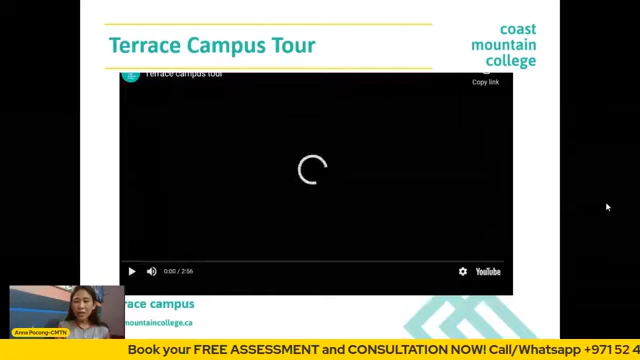 Terrace Campus Tour
coast
mountain
college
Terrace campus tour
Copy link
0:00 / 2:56
YouTube
race campus
mountaincollege.ca
Anna Pocong-CMTN
Book your FREE ASSESSMENT and CONSULTATION NOW! Call/Whatsapp +971 52 4